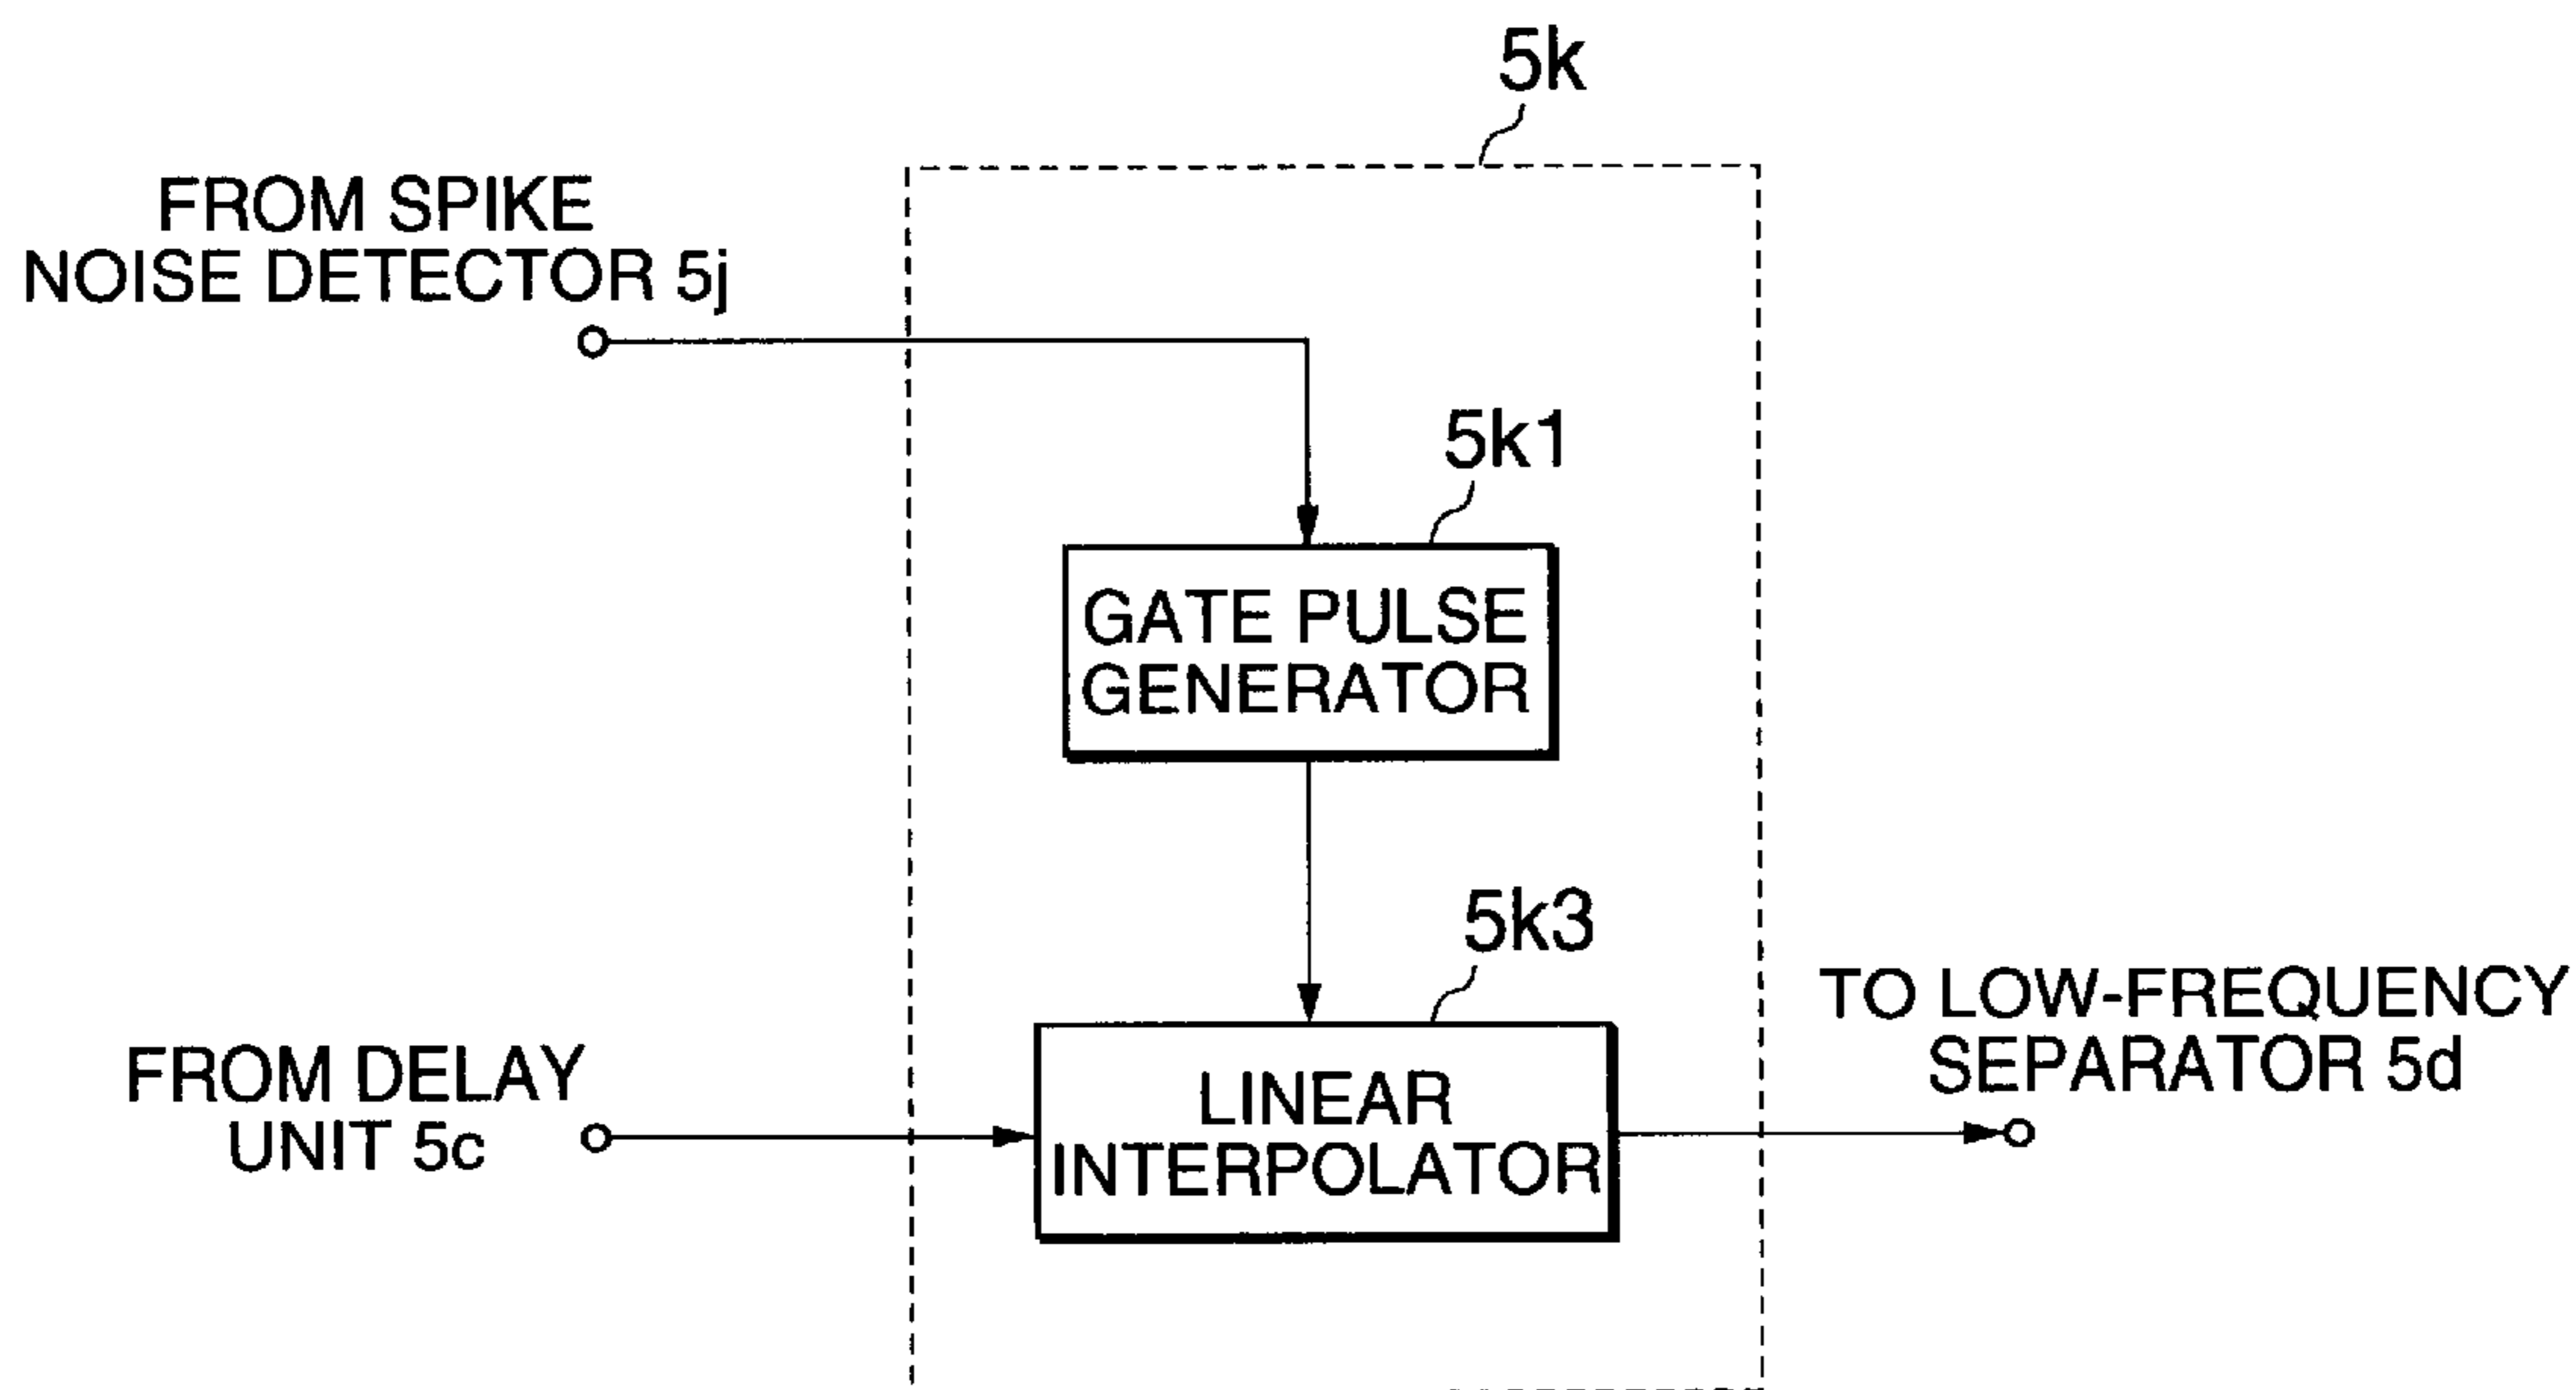 5k
FROM SPIKE
NOISE DETECTOR 5j
5k1
GATE PULSE
GENERATOR
5k3
LINEAR
INTERPOLATOR
FROM DELAY
UNIT 5c
TO LOW-FREQUENCY
SEPARATOR 5d